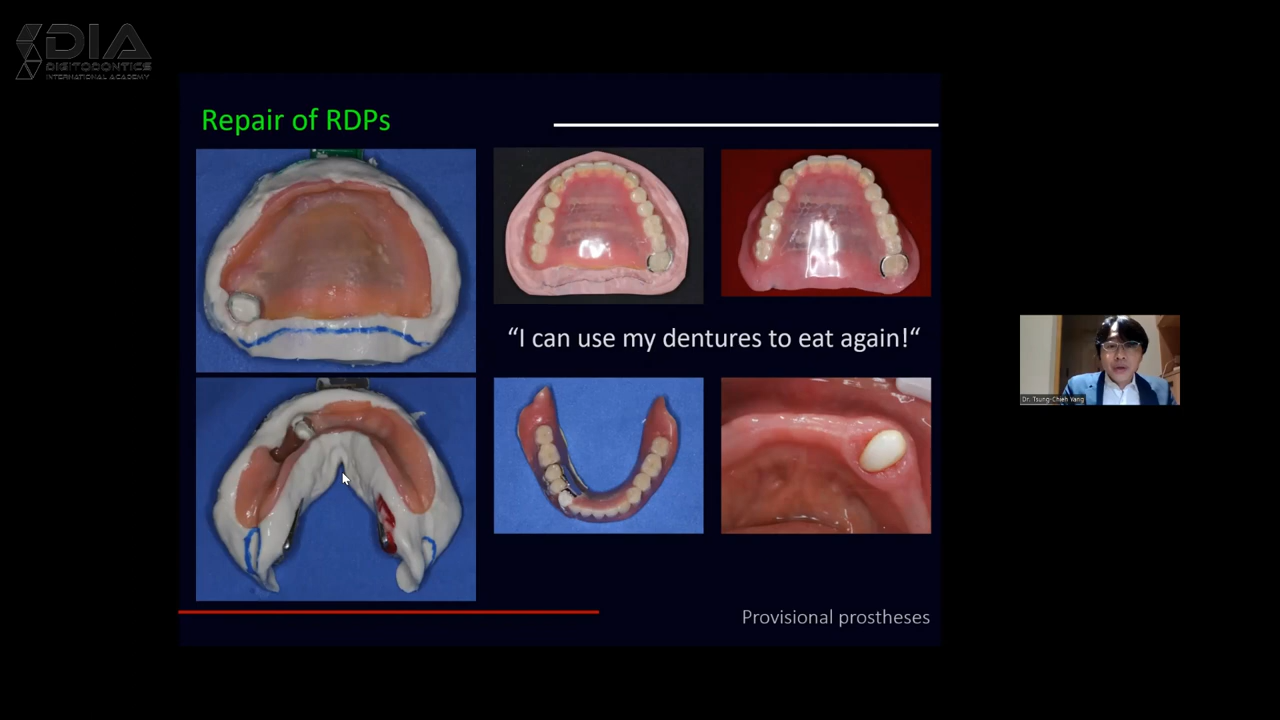 DIA
DIGITODONTICS
INTERNATIONAL ACADEMY
Repair of RDPs
“I can use my dentures to eat again!“
Dr. Tsung-Chieh Yang
Provisional prostheses